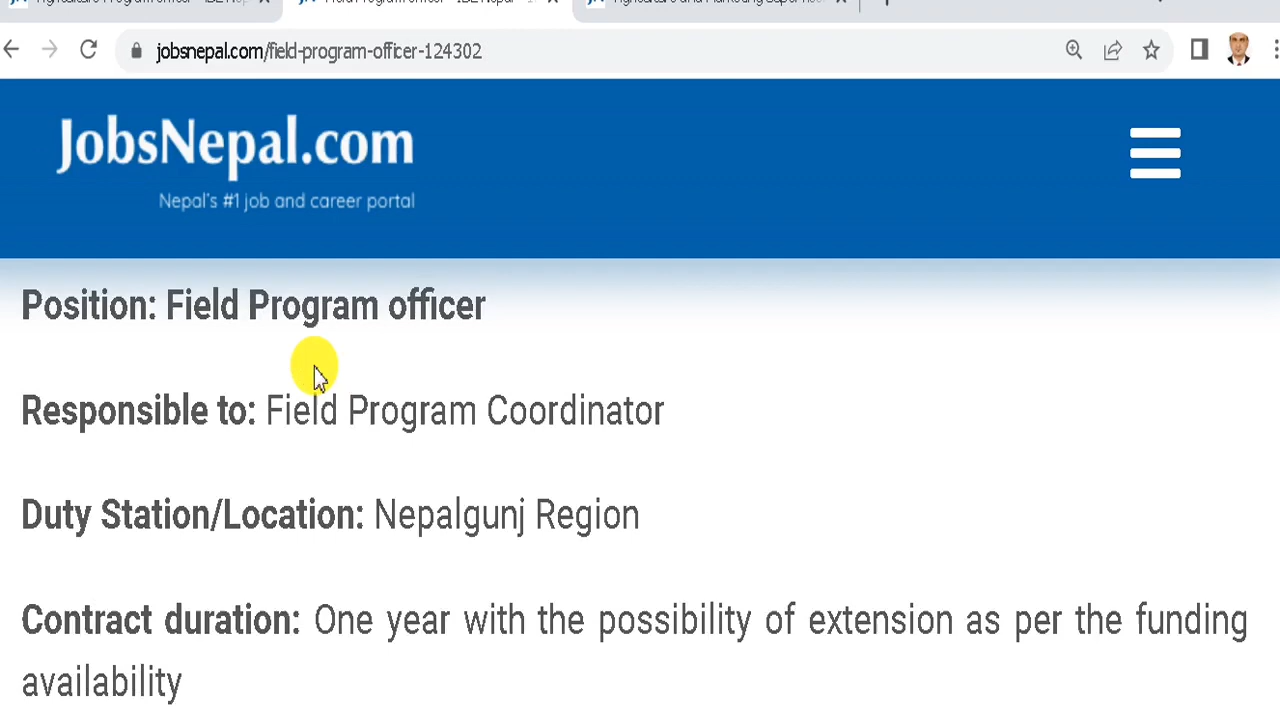 jobsnepal.com/field-program-officer-124302
JobsNepal.com
Nepal's #1 job and career portal
Position: Field Program officer
Responsible to: Field Program Coordinator
Duty Station/Location: Nepalgunj Region
Contract duration: One year with the possibility of extension as per the funding
availability